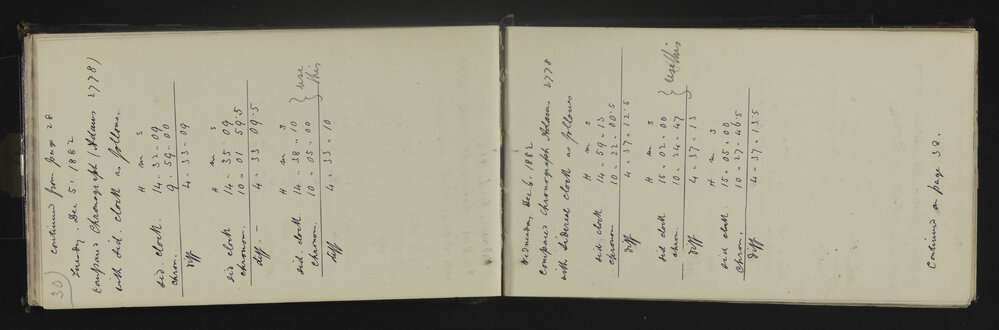 30)
continued from page 28
Tuesday. Dec 5. 1882
Compared Chronograph (Adams 2778)
with sid. clock as follows.
H m s
sid. clock. 14 .. 32 .. 09
chron. 9 .. 59 .. 00
diff 4 .. 33 .. 09
H m s
sid clock 14 .. 35 09
chronom. 10 .. 01 59.5
diff. — 4 .. 33 09.5
H m s
sid. clock 14 .. 38 .. 10 } use
chronom. 10 .. 05 .. 00 this
diff 4 .. 33 .. 10
Wednesday, Dec 6. 1882
Compared Chronograph Adams 2778
with sidereal clock as follows
H m s
sid clock 14 .. 59 .. 13
chronom. 10 .. 22 .. 00.5
diff 4 .. 37 .. 12.5
H m s
sid clock 15 .. 02 .. 00
chronom. 10 .. 24 .. 47 } use this
diff 4 .. 37 .. 13
H m s
sid clock. 15 .. 05 .. 00
Chronom. 10 .. 27 .. 46.5
diff 4 .. 37 .. 13.5
Continued on page 38.